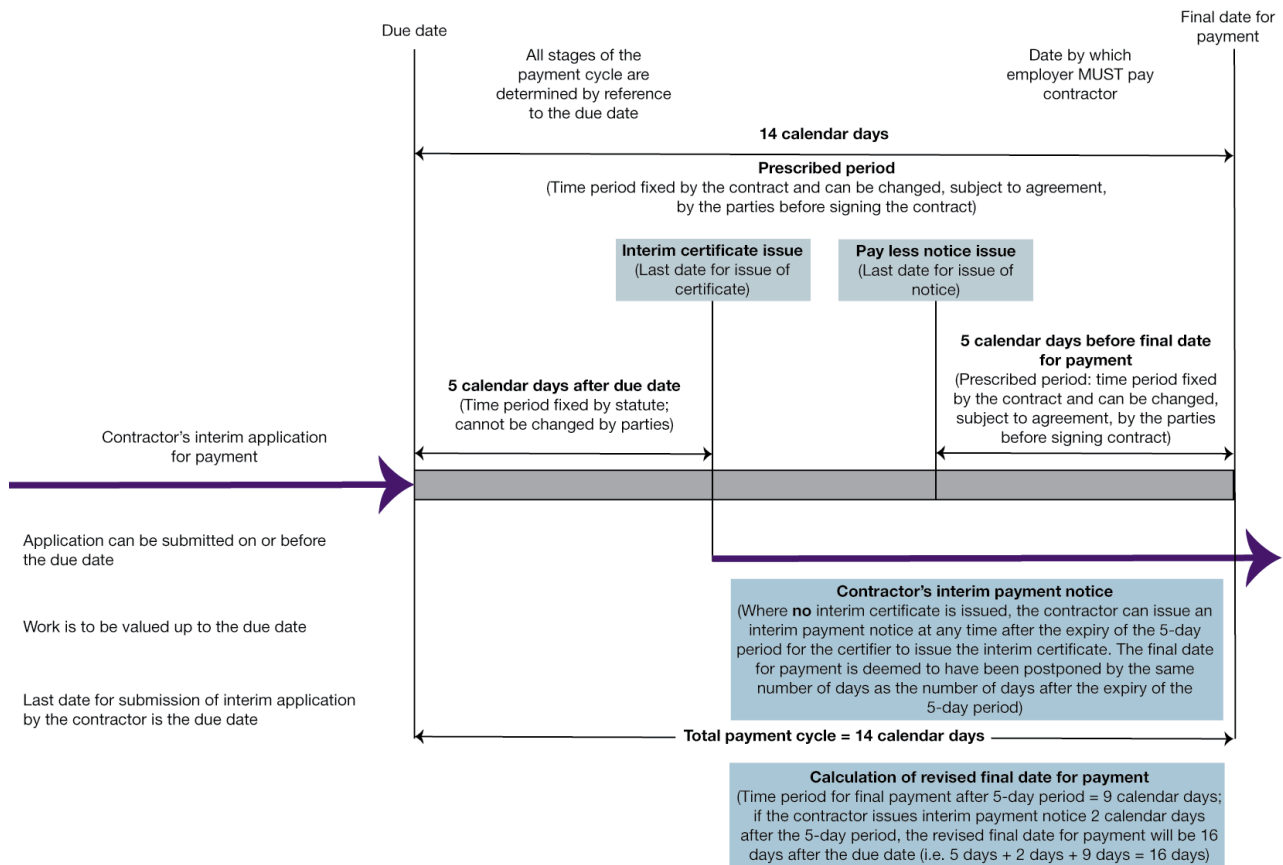 Due date
Final date for
payment
All stages of the
payment cycle are
determined by reference
to the due date
Date by which
employer MUST pay
contractor
14 calendar days
Prescribed period
(Time period fixed by the contract and can be changed, subject to agreement,
by the parties before signing the contract)
Interim certificate issue
(Last date for issue of
certificate)
Pay less notice issue
(Last date for issue of
notice)
5 calendar days after due date
(Time period fixed by statute;
cannot be changed by parties)
5 calendar days before final date
for payment
(Prescribed period: time period fixed
by the contract and can be changed,
subject to agreement, by the parties
before signing contract)
Contractor's interim application
for payment
Application can be submitted on or before
the due date
Work is to be valued up to the due date
Last date for submission of interim application
by the contractor is the due date
Contractor's interim payment notice
(Where no interim certificate is issued, the contractor can issue an
interim payment notice at any time after the expiry of the 5-day
period for the certifier to issue the interim certificate. The final date
for payment is deemed to have been postponed by the same
number of days as the number of days after the expiry of the
5-day period)
Total payment cycle = 14 calendar days
Calculation of revised final date for payment
(Time period for final payment after 5-day period = 9 calendar days;
if the contractor issues interim payment notice 2 calendar days
after the 5-day period, the revised final date for payment will be 16
days after the due date (i.e. 5 days + 2 days + 9 days = 16 days)